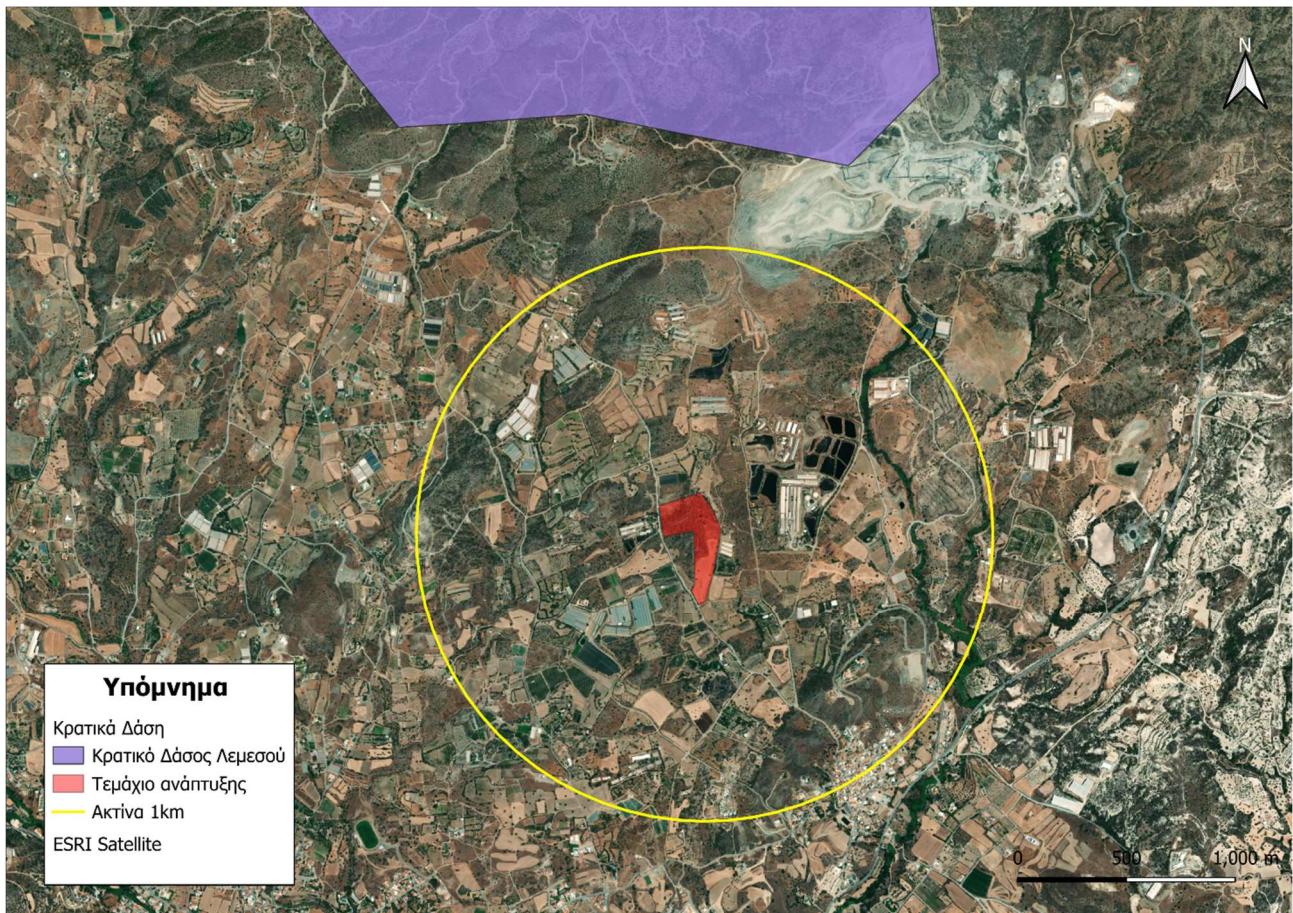 N
Υπόμνημα
Κρατικά Δάση
Κρατικό Δάσος Λεμεσού
Τεμάχιο ανάπτυξης
Ακτίνα 1km
ESRI Satellite
0 500 1,000 m